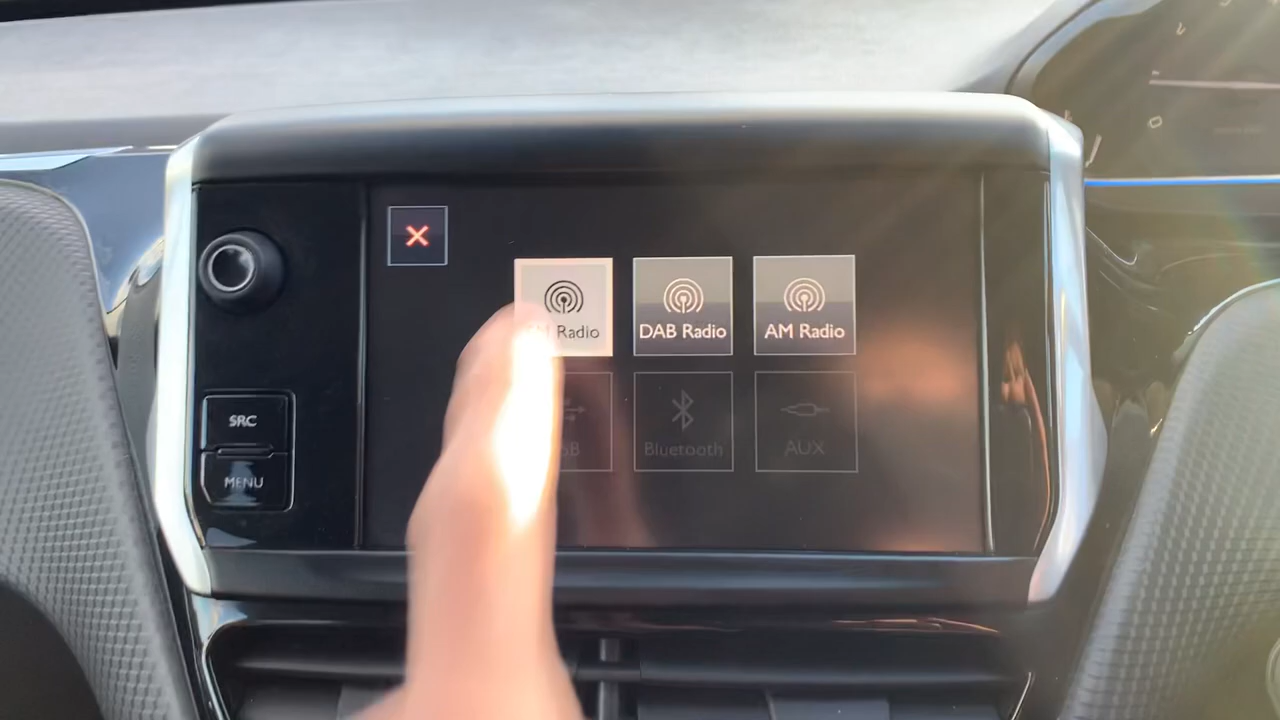 Radio
DAB Radio
AM Radio
SRC
Bluetooth
AUX
MENU